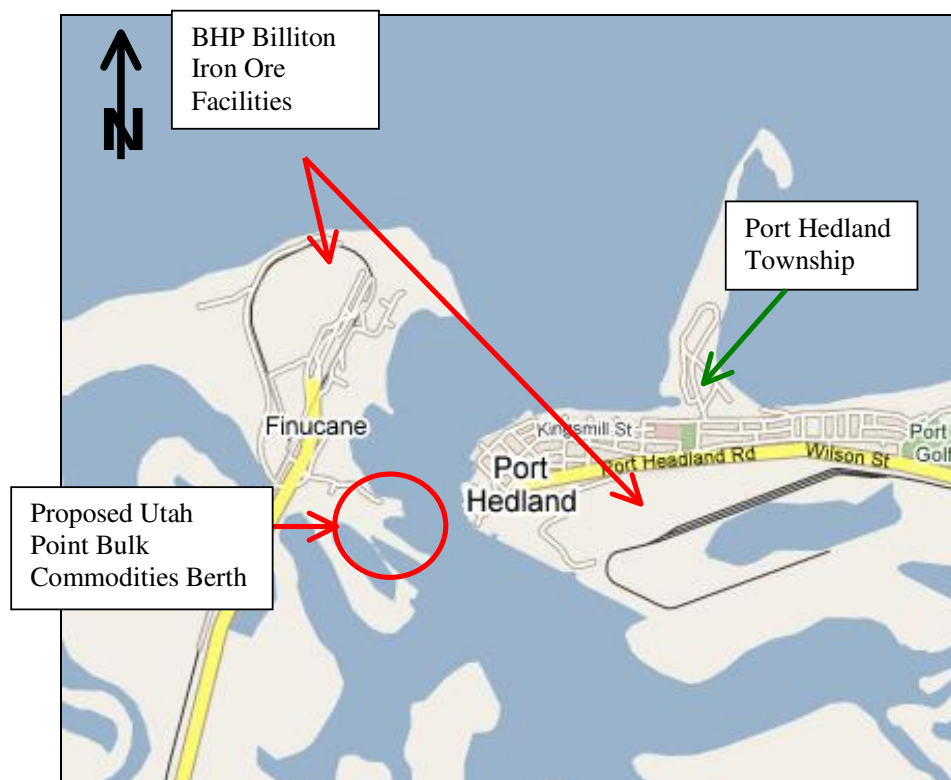 BHP Billiton
Iron Ore
Facilities
N
Port Hedland
Township
Finucane
Kingsmill St
Port Headland Rd
Wilson St
Port
Golf
Port
Hedland
Proposed Utah
Point Bulk
Commodities Berth